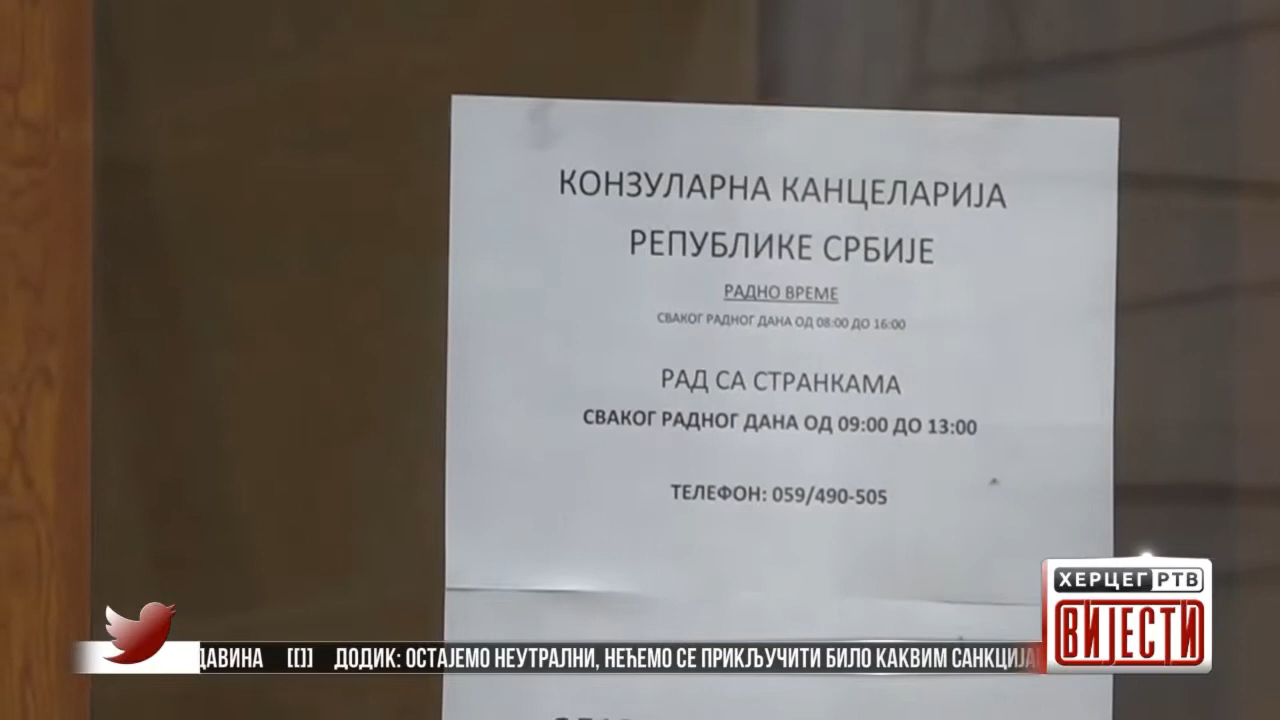 КОНЗУЛАРНА КАНЦЕЛАРИЈА
РЕПУБЛИКЕ СРБИЈЕ
РАДНО ВРЕМЕ
СВАКОГ РАДНОГ ДАНА ОД 08:00 ДО 16:00
РАД СА СТРАНКАМА
СВАКОГ РАДНОГ ДАНА ОД 09:00 ДО 13:00
ТЕЛЕФОН: 059/490-505
ХЕРЦЕГ РТВ
ВИЈЕСТИ
ДОДИК: ОСТАЈЕМО НЕУТРАЛНИ, НЕЋЕМО СЕ ПРИКЉУЧИТИ БИЛО КАКВИМ